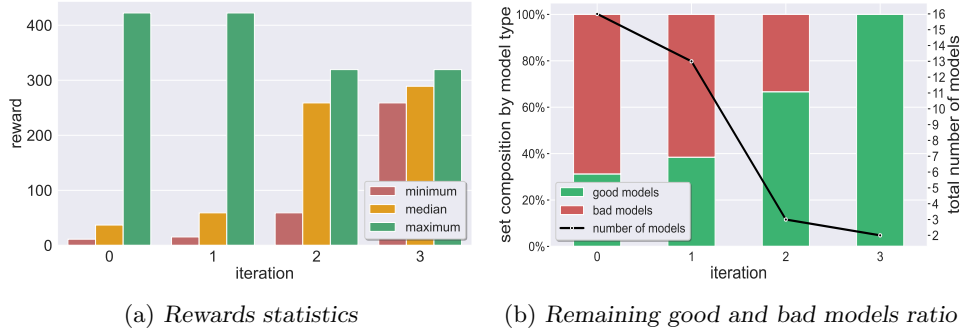 400
300
200
100
0
reward
minimum
median
maximum
0 1 2 3
iteration
(a) Rewards statistics
100%
80%
60%
40%
20%
0%
set composition by model type
good models
bad models
number of models
0 1 2 3
iteration
16
15
14
13
12
11
10
9
8
7
6
5
4
3
2
total number of models
(b) Remaining good and bad models ratio